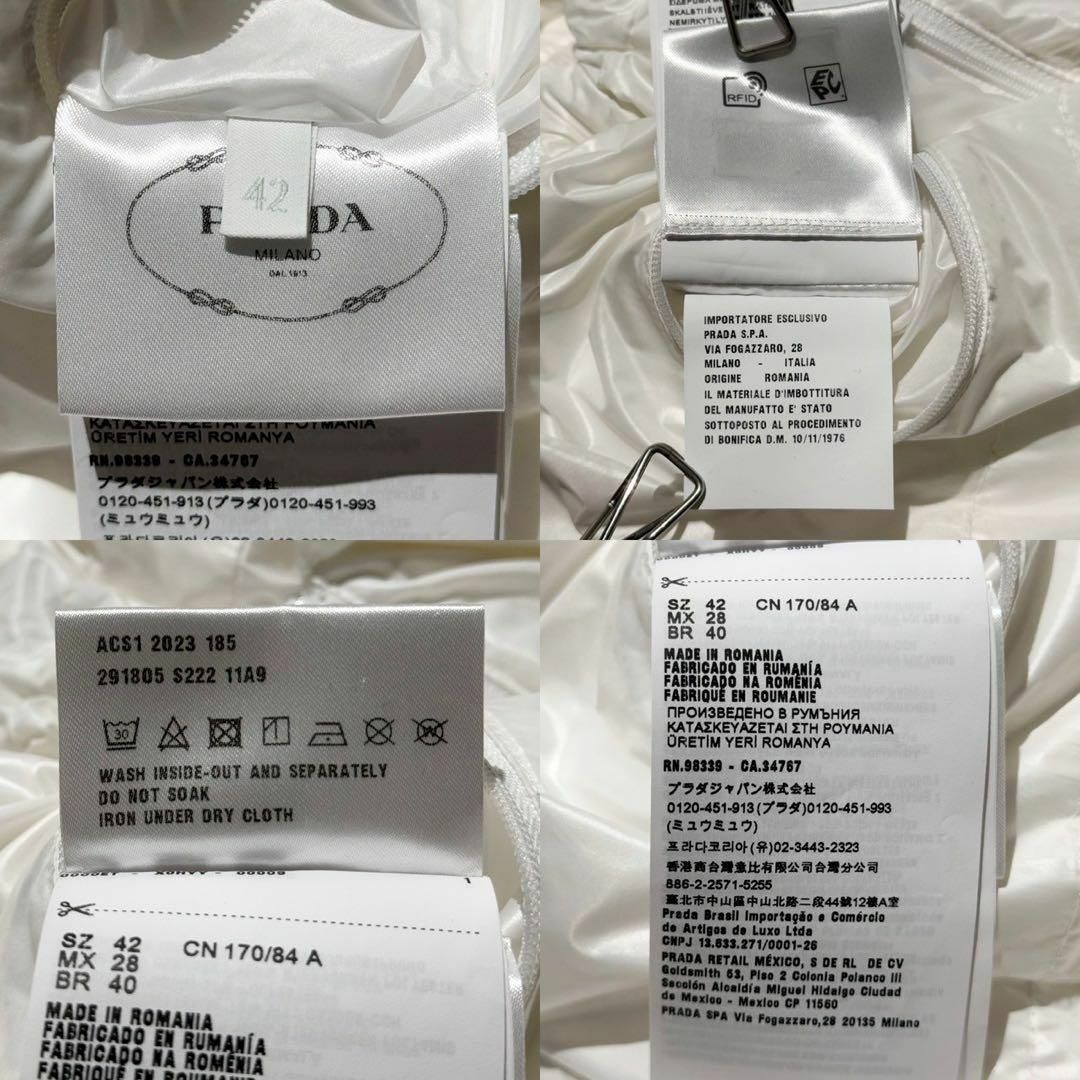 42
PRADA
MILANO
DAL 1913
ΚΑΤΑΣΚΕΥΑΖΕΤΑΙ ΣΤΗ ΡΟΥΜΑΝΙΑ
ÜRETİM YERİ ROMANYA
RN.98339 - CA.34767
プラダジャパン株式会社
0120-451-913(プラダ)0120-451-993
(ミュウミュウ)
SKALSTIIEVE
NEMIRKYTILY
RFID
EPC
IMPORTATORE ESCLUSIVO
PRADA S.P.A.
VIA FOGAZZARO, 28
MILANO - ITALIA
ORIGINE ROMANIA
IL MATERIALE D'IMBOTTITURA
DEL MANUFATTO E' STATO
SOTTOPOSTO AL PROCEDIMENTO
DI BONIFICA D.M. 10/11/1976
ACS1 2023 185
291805 S222 11A9
30
WASH INSIDE-OUT AND SEPARATELY
DO NOT SOAK
IRON UNDER DRY CLOTH
SZ 42 CN 170/84 A
MX 28
BR 40
MADE IN ROMANIA
FABRICADO EN RUMANÍA
FABRICADO NA ROMÊNIA
FABRIQUÉ EN ROUMANIE
SZ 42 CN 170/84 A
MX 28
BR 40
MADE IN ROMANIA
FABRICADO EN RUMANÍA
FABRICADO NA ROMÊNIA
FABRIQUÉ EN ROUMANIE
ПРОИЗВЕДЕНО В РУМЪНИЯ
ΚΑΤΑΣΚΕΥΑΖΕΤΑΙ ΣΤΗ ΡΟΥΜΑΝΙΑ
ÜRETİM YERİ ROMANYA
RN.98339 - CA.34767
プラダジャパン株式会社
0120-451-913(プラダ)0120-451-993
(ミュウミュウ)
프라다코리아(유)02-3443-2323
香港商台灣意比有限公司台灣分公司
886-2-2571-5255
臺北市中山區中山北路二段44號12樓A室
Prada Brasil Importação e Comércio
de Artigos de Luxo Ltda
CNPJ 13.633.271/0001-26
PRADA RETAIL MÉXICO, S DE RL DE CV
Goldsmith 53, Piso 2 Colonia Polanco III
Sección Alcaldía Miguel Hidalgo Ciudad
de Mexico - Mexico CP 11560
PRADA SPA Via Fogazzaro,28 20135 Milano